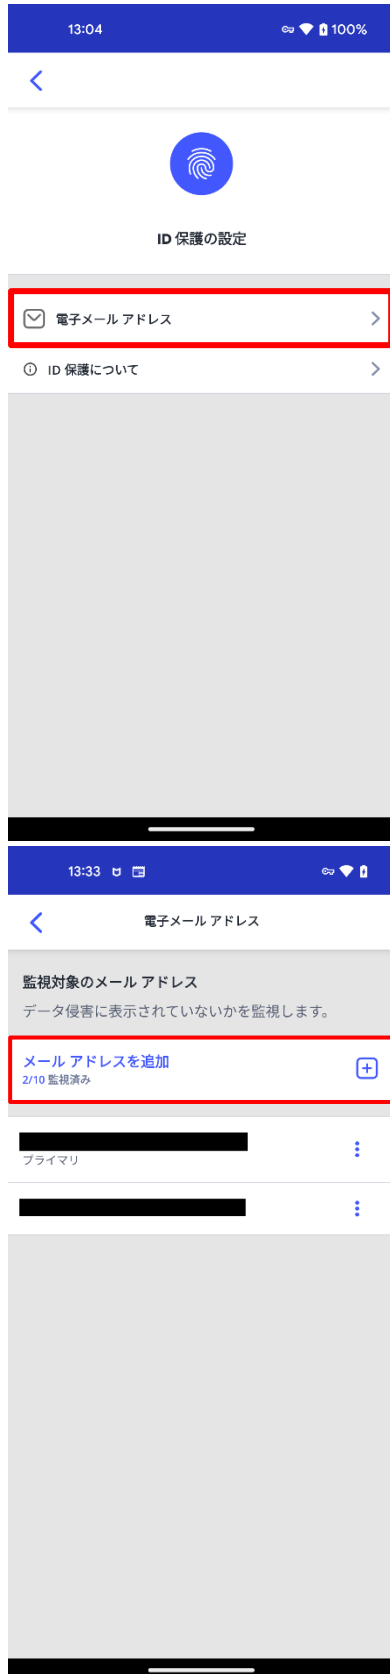 13:04
100%
ID 保護の設定
電子メール アドレス
ID 保護について
13:33
電子メール アドレス
監視対象のメール アドレス
データ侵害に表示されていないかを監視します。
メール アドレスを追加
2/10 監視済み
プライマリ